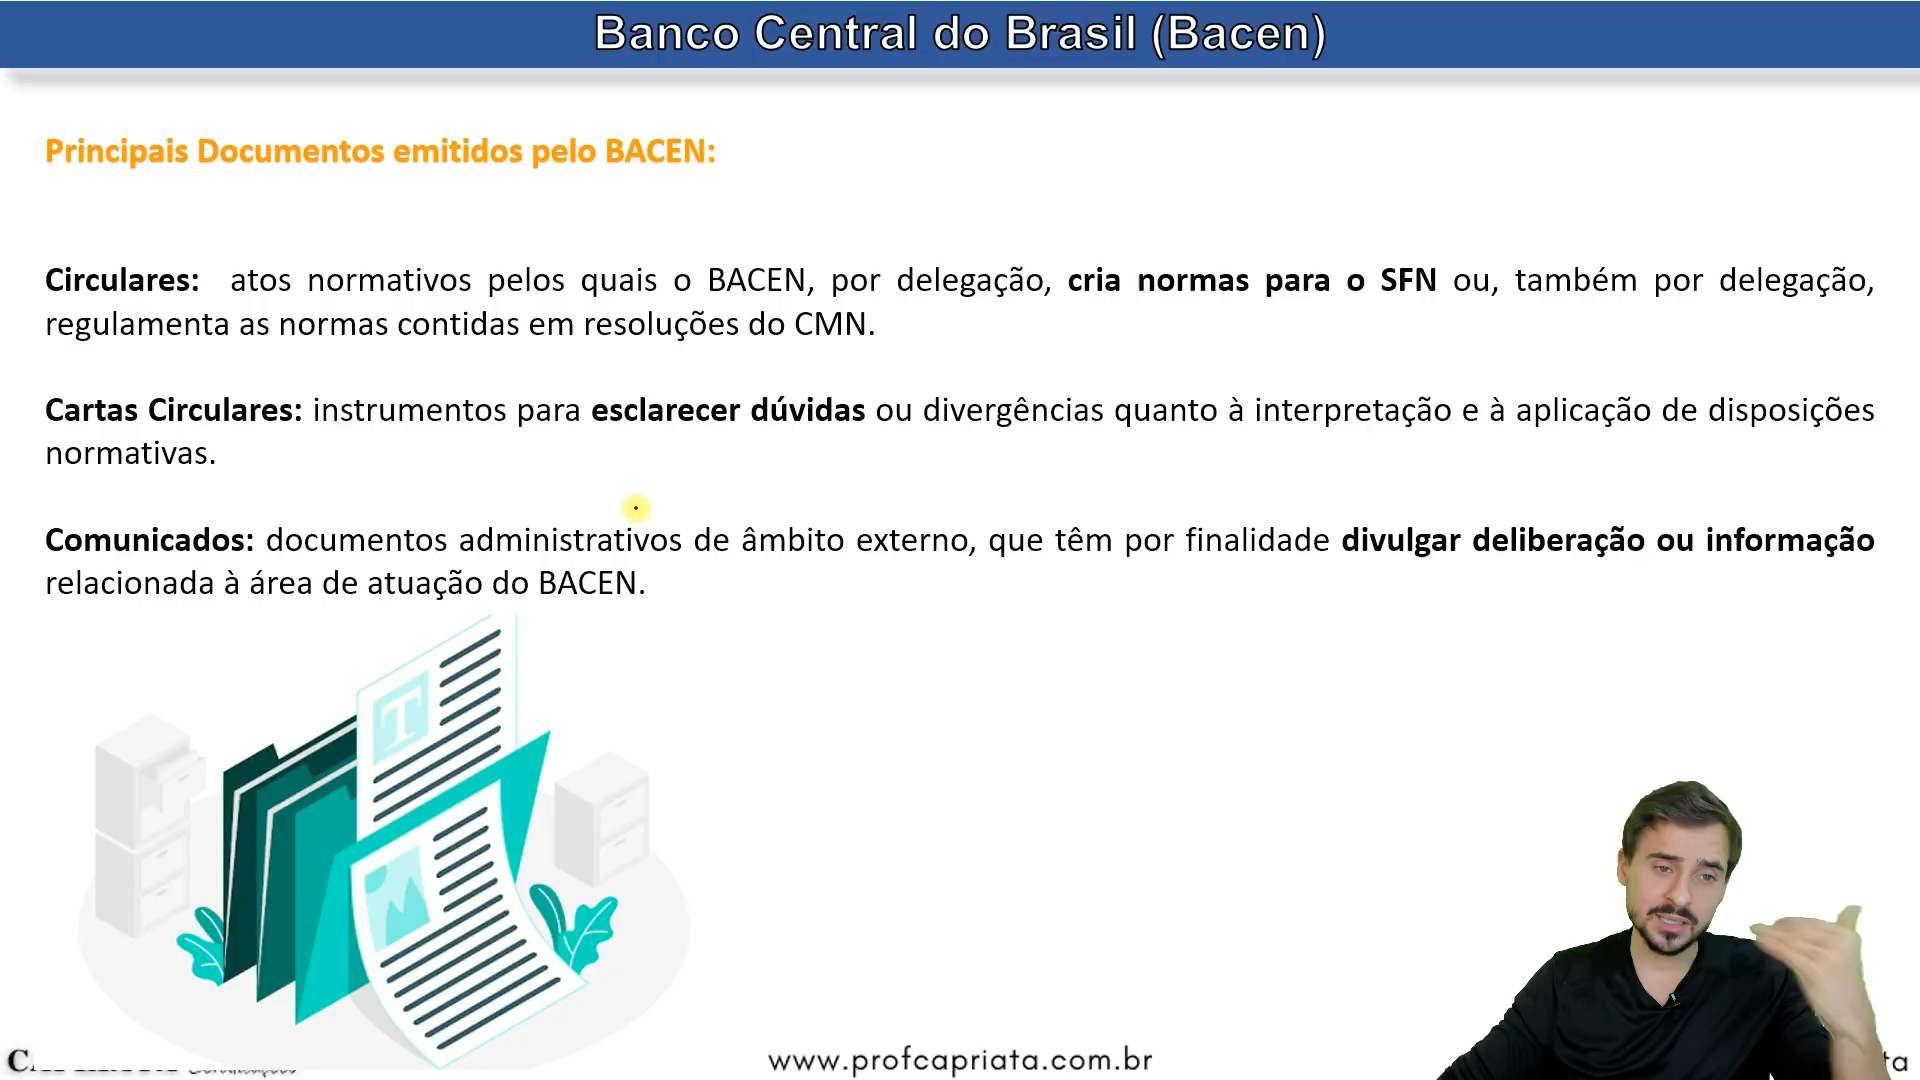 Banco Central do Brasil (Bacen)
Principais Documentos emitidos pelo BACEN:
Circulares: atos normativos pelos quais o BACEN, por delegação, cria normas para o SFN ou, também por delegação,
regulamenta as normas contidas em resoluções do CMN.
Cartas Circulares: instrumentos para esclarecer dúvidas ou divergências quanto à interpretação e à aplicação de disposições
normativas.
Comunicados: documentos administrativos de âmbito externo, que têm por finalidade divulgar deliberação ou informação
relacionada à área de atuação do BACEN.
T
www.profcapriata.com.br